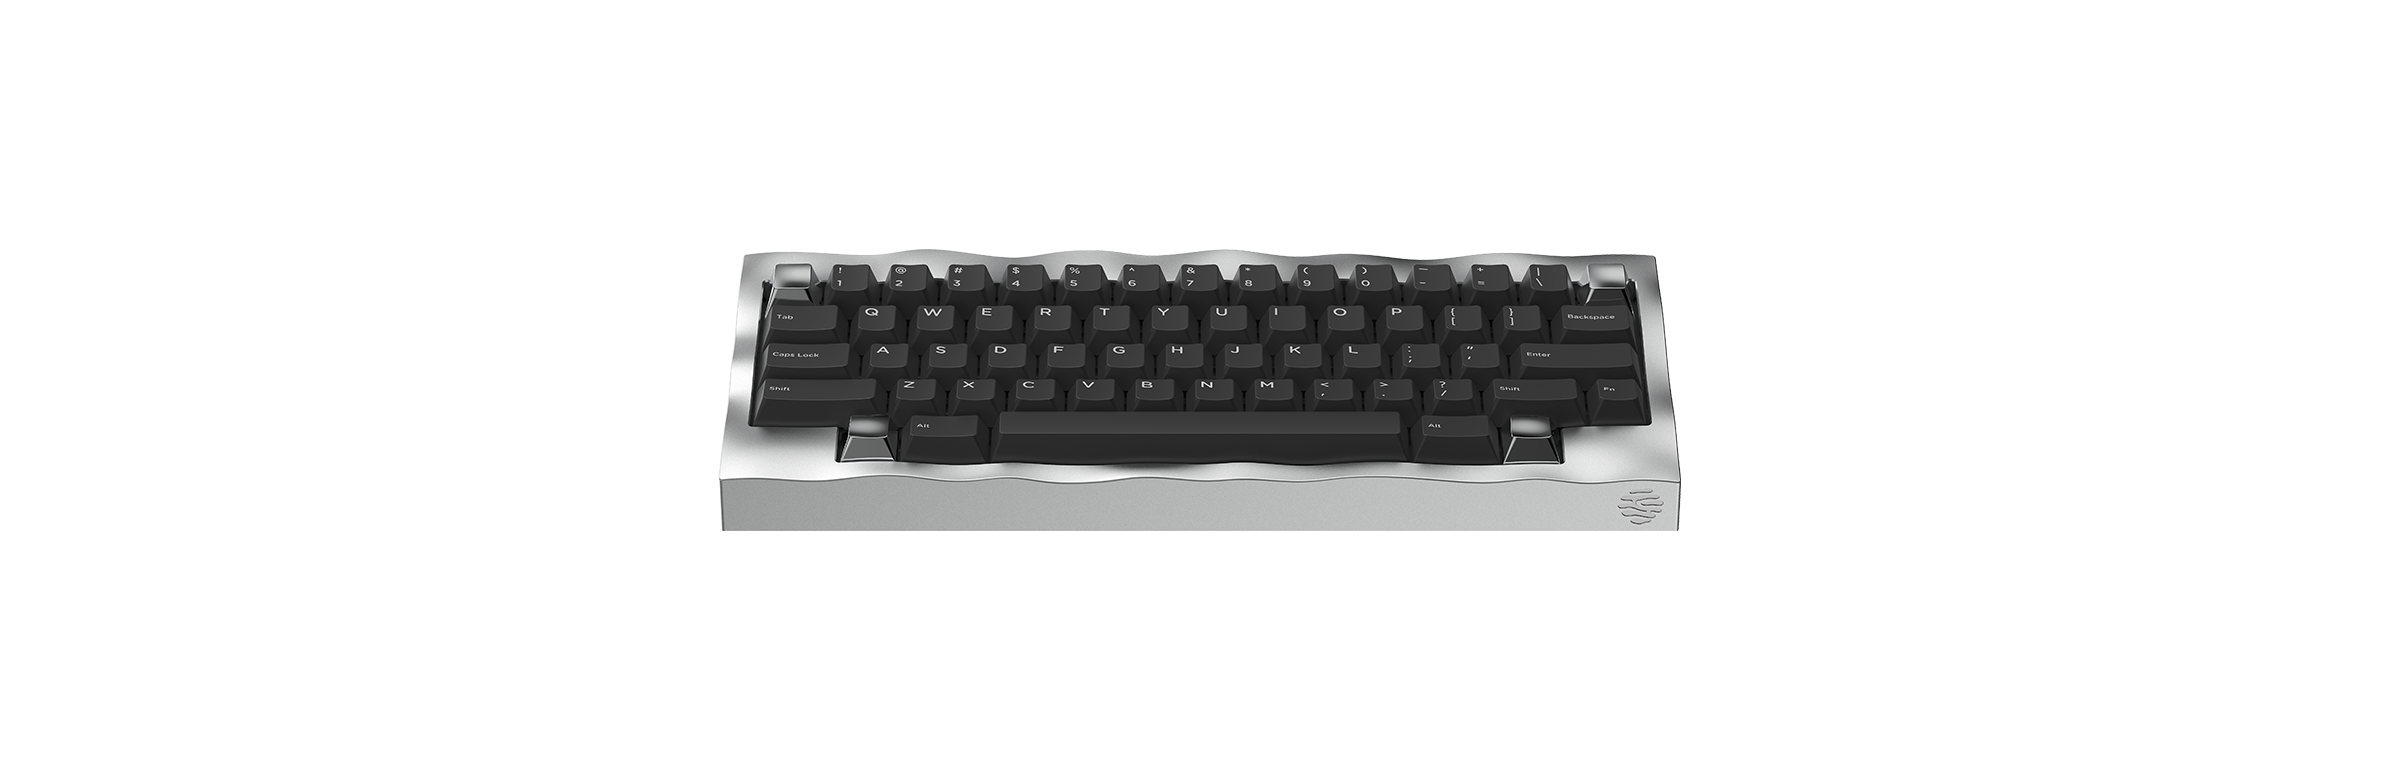 ! @ # $ % ^ & * ( ) — + |
1 2 3 4 5 6 7 8 9 0 - = \
Tab Q W E R T Y U I O P { [ } ] Backspace
Caps Lock A S D F G H J K L : ; " ' Enter
Shift Z X C V B N M < , > . ? / Shift Fn
Alt Alt